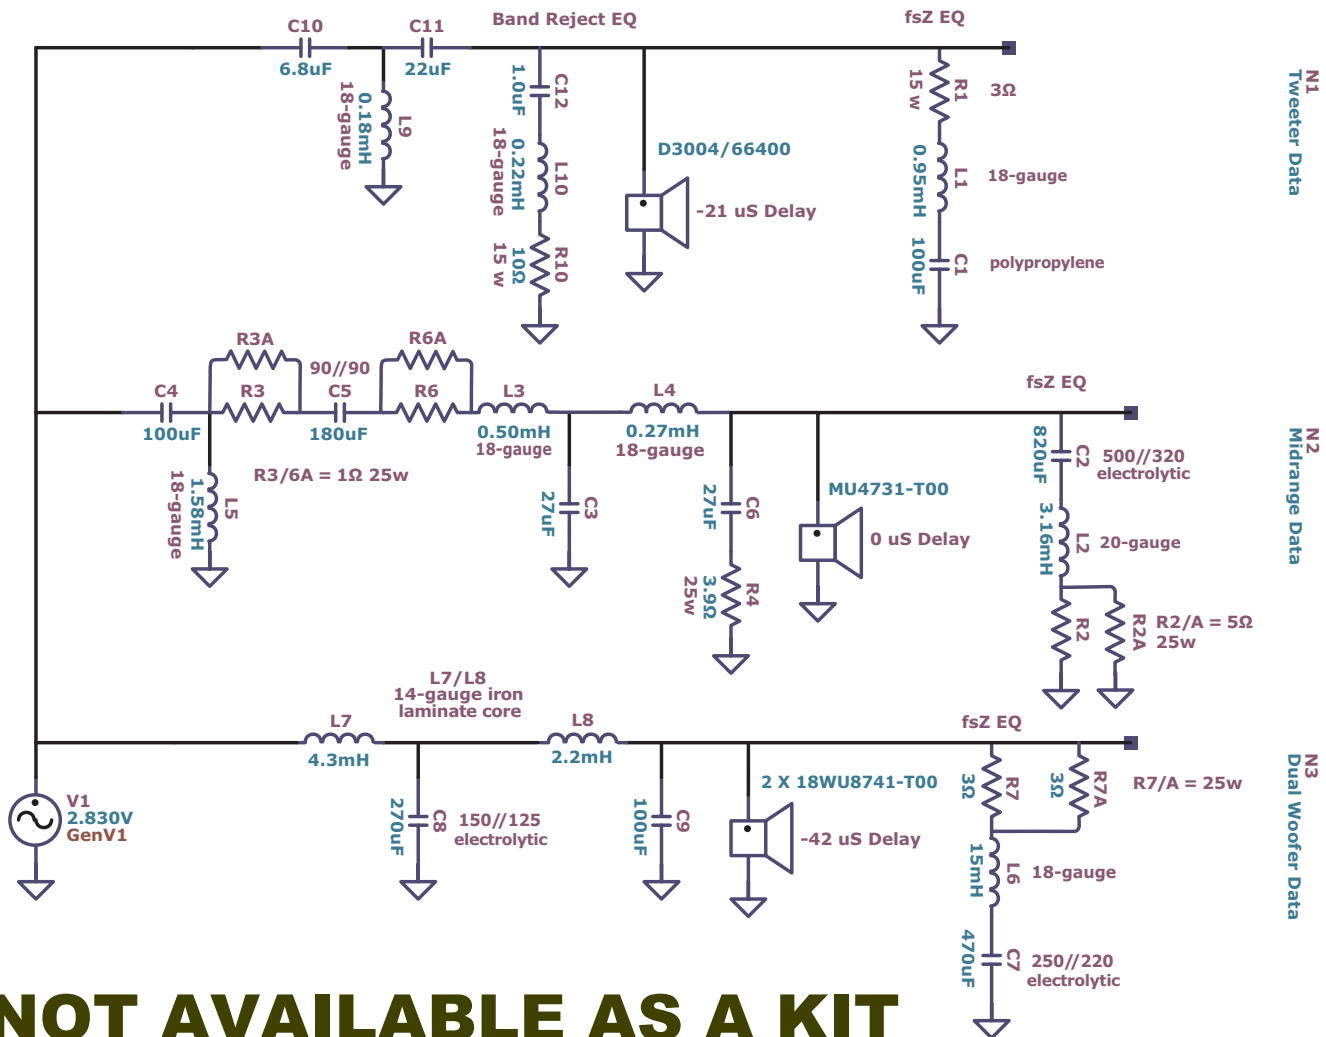 Band Reject EQ
fsZ EQ
C10
6.8uF
C11
22uF
L9
0.18mH
18-gauge
C12
1.0uF
L10
0.22mH
18-gauge
R10
10Ω
15 w
D3004/66400
-21 uS Delay
R1
15 w
3Ω
L1
0.95mH
18-gauge
C1
100uF
polypropylene
N1
Tweeter Data
R3A
R6A
90//90
C4
100uF
R3
C5
180uF
R6
L3
0.50mH
18-gauge
L4
0.27mH
18-gauge
fsZ EQ
R3/6A = 1Ω 25w
L5
1.58mH
18-gauge
C3
27uF
C6
27uF
R4
3.9Ω
25w
MU4731-T00
0 uS Delay
C2
820uF
500//320
electrolytic
L2
3.16mH
20-gauge
R2
R2A
R2/A = 5Ω
25w
N2
Midrange Data
L7/L8
14-gauge iron
laminate core
L7
4.3mH
L8
2.2mH
fsZ EQ
V1
2.830V
GenV1
C8
270uF
150//125
electrolytic
C9
100uF
2 X 18WU8741-T00
-42 uS Delay
R7
3Ω
R7A
3Ω
R7/A = 25w
L6
15mH
18-gauge
C7
470uF
250//220
electrolytic
N3
Dual Woofer Data
NOT AVAILABLE AS A KIT